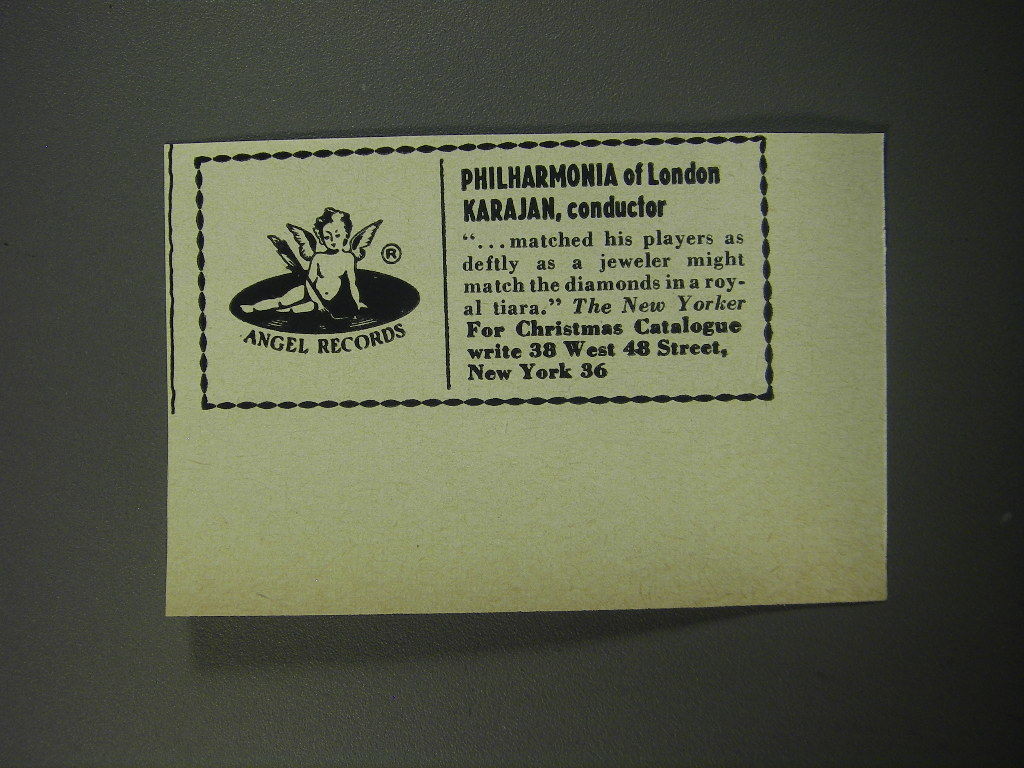 ®
ANGEL RECORDS
PHILHARMONIA of London
KARAJAN, conductor
"...matched his players as
deftly as a jeweler might
match the diamonds in a roy-
al tiara." The New Yorker
For Christmas Catalogue
write 38 West 48 Street,
New York 36